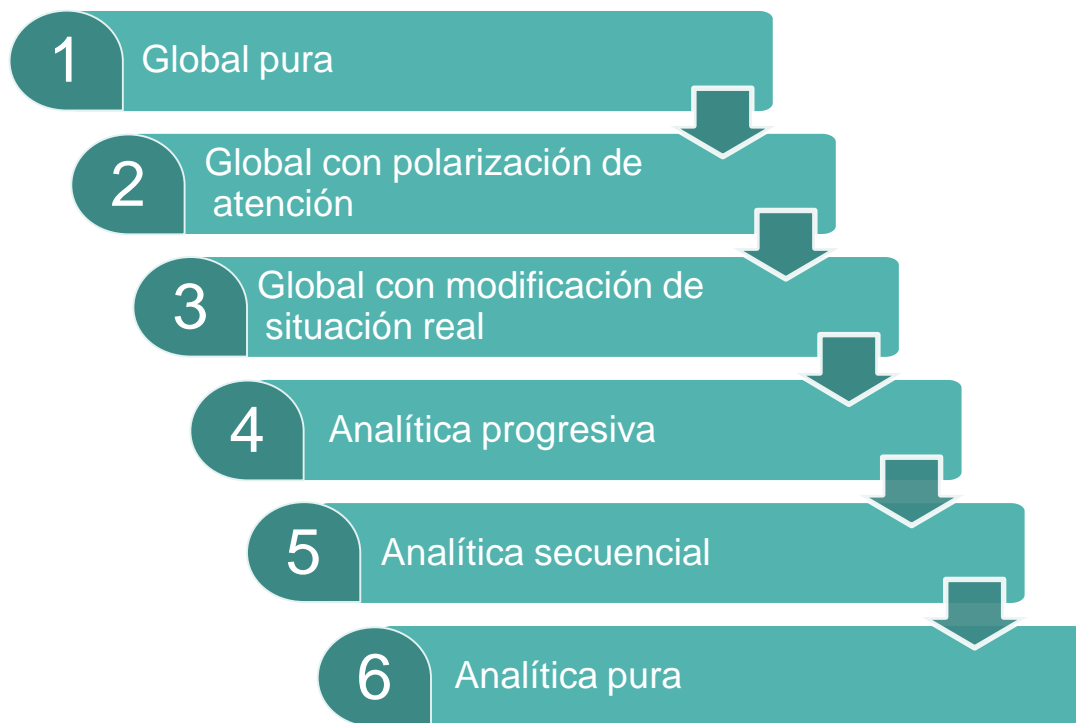 1
Global pura
2
Global con polarización de
atención
3
Global con modificación de
situación real
4
Analítica progresiva
5
Analítica secuencial
6
Analítica pura